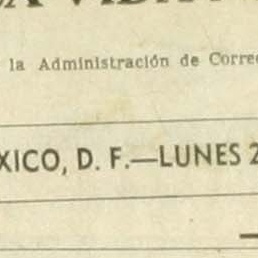 la Administración de Corre
XICO, D. F.—LUNES 2